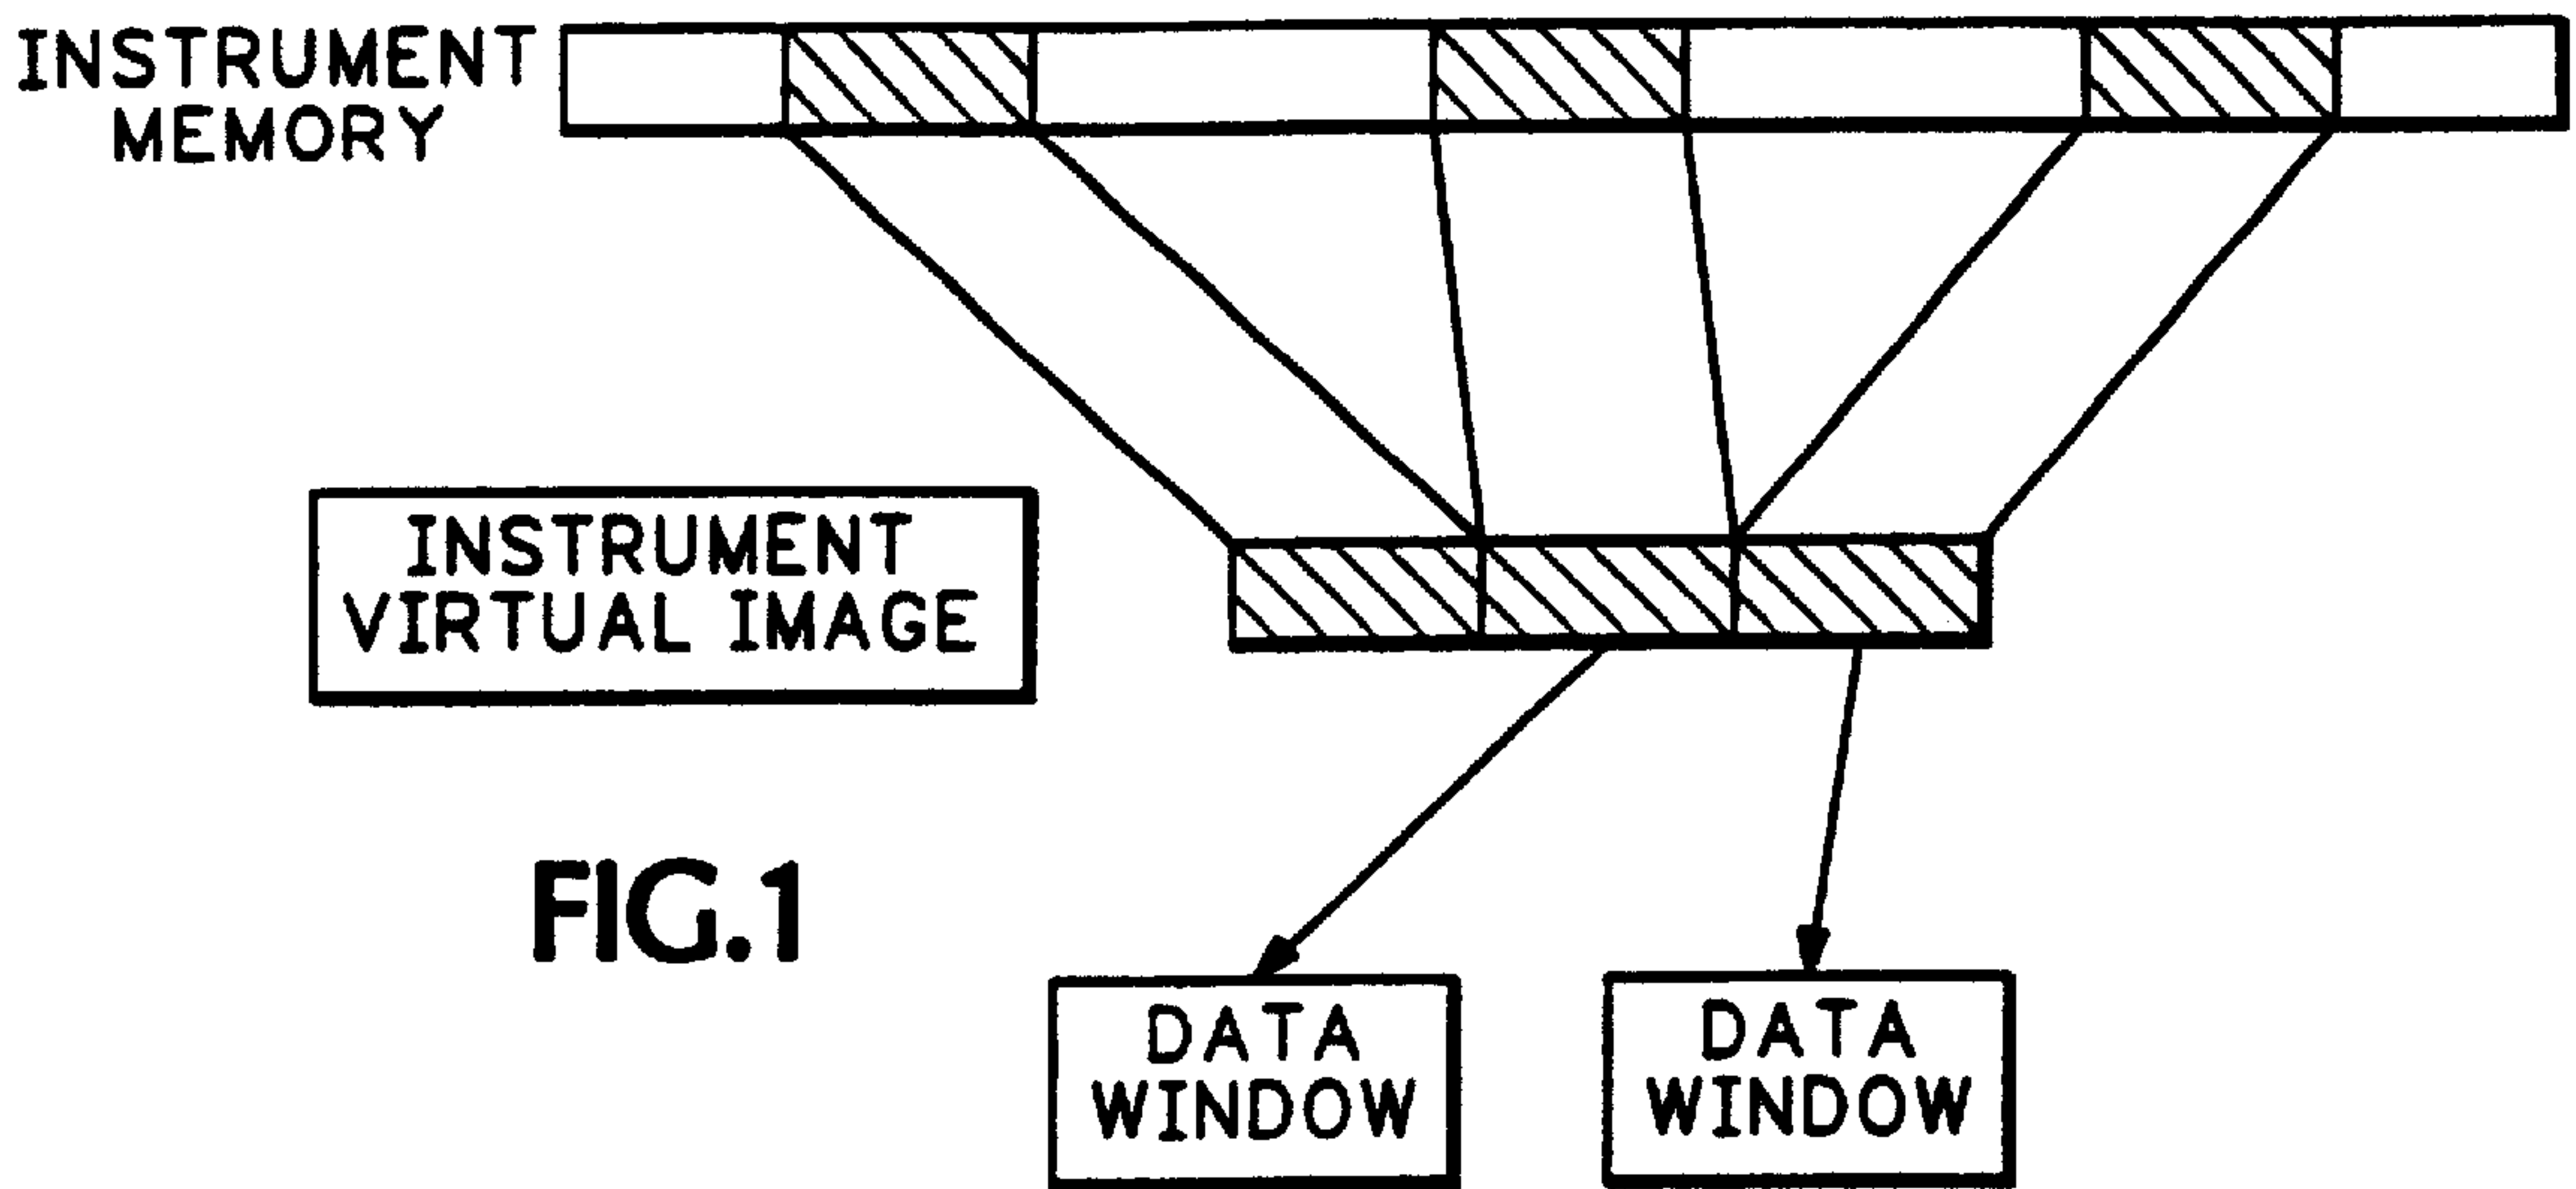 INSTRUMENT
MEMORY
INSTRUMENT
VIRTUAL IMAGE
FIG.1
DATA
WINDOW
DATA
WINDOW